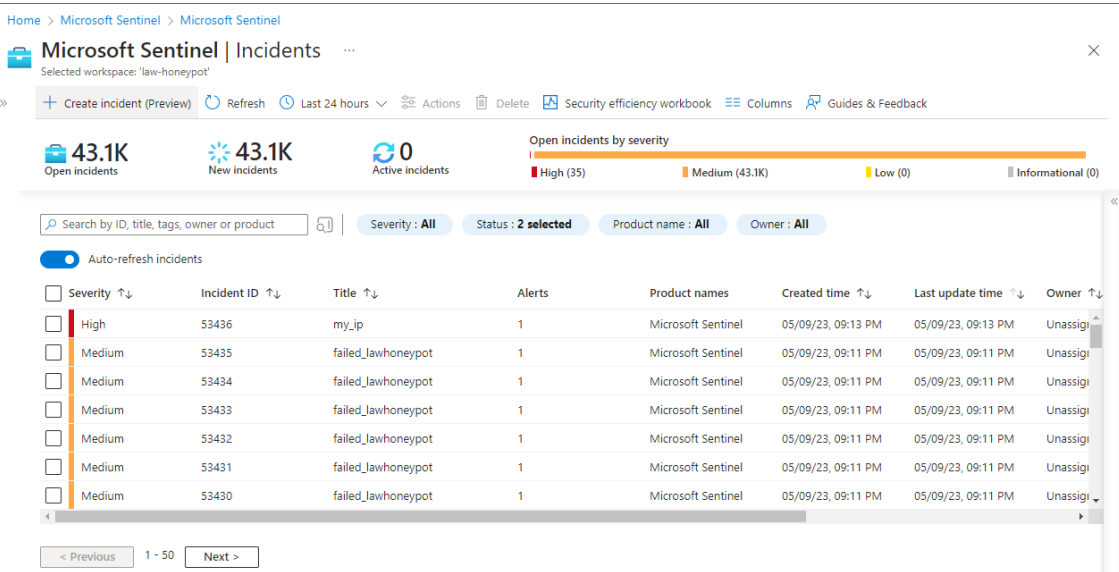 Home > Microsoft Sentinel > Microsoft Sentinel
Microsoft Sentinel | Incidents ...
Selected workspace: 'law-honeypot'
+ Create incident (Preview) Refresh Last 24 hours Actions Delete Security efficiency workbook Columns Guides & Feedback
43.1K
Open incidents
43.1K
New incidents
0
Active incidents
Open incidents by severity
High (35) Medium (43.1K) Low (0) Informational (0)
Search by ID, title, tags, owner or product Severity : All Status : 2 selected Product name : All Owner : All
Auto-refresh incidents
Severity ↑↓ Incident ID ↑↓ Title ↑↓ Alerts Product names Created time ↑↓ Last update time ↑↓ Owner ↑↓
High 53436 my_ip 1 Microsoft Sentinel 05/09/23, 09:13 PM 05/09/23, 09:13 PM Unassig
Medium 53435 failed_lawhoneypot 1 Microsoft Sentinel 05/09/23, 09:11 PM 05/09/23, 09:11 PM Unassig
Medium 53434 failed_lawhoneypot 1 Microsoft Sentinel 05/09/23, 09:11 PM 05/09/23, 09:11 PM Unassig
Medium 53433 failed_lawhoneypot 1 Microsoft Sentinel 05/09/23, 09:11 PM 05/09/23, 09:11 PM Unassig
Medium 53432 failed_lawhoneypot 1 Microsoft Sentinel 05/09/23, 09:11 PM 05/09/23, 09:11 PM Unassig
Medium 53431 failed_lawhoneypot 1 Microsoft Sentinel 05/09/23, 09:11 PM 05/09/23, 09:11 PM Unassig
Medium 53430 failed_lawhoneypot 1 Microsoft Sentinel 05/09/23, 09:11 PM 05/09/23, 09:11 PM Unassig
< Previous 1 - 50 Next >